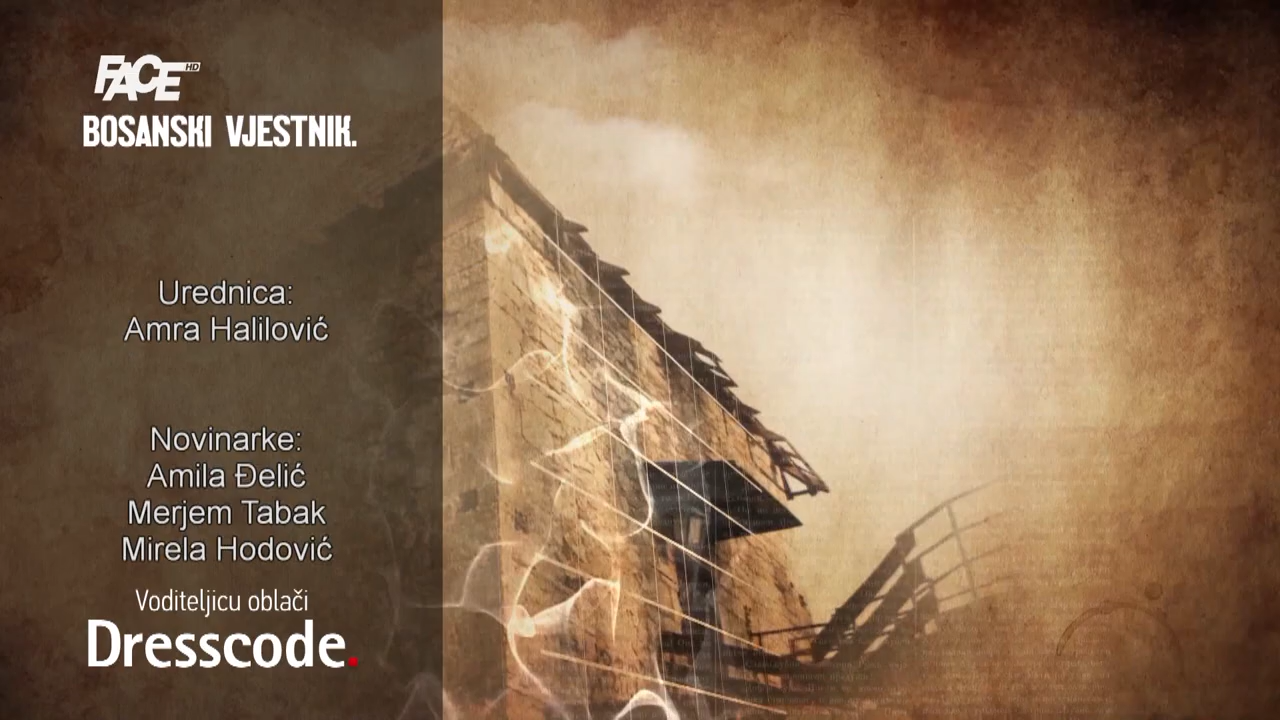 FACE HD
BOSANSKI VJESTNIK.
Urednica:
Amra Halilović
Novinarke:
Amila Đelić
Merjem Tabak
Mirela Hodović
Voditeljicu oblači
Dresscode.